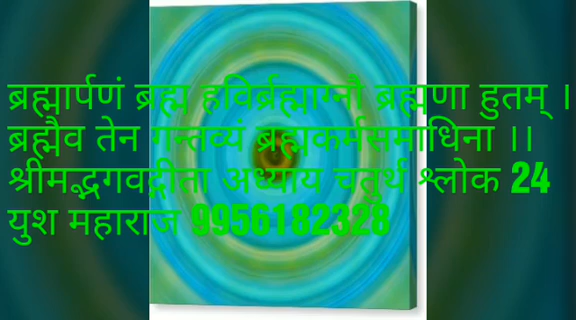 ब्रह्मार्पणं ब्रह्म हविर्ब्रह्माग्नौ ब्रह्मणा हुतम् ।
ब्रह्मैव तेन गन्तव्यं ब्रह्मकर्मसमाधिना ।।
श्रीमद्भगवद्गीता अध्याय चतुर्थ श्लोक 24
युश महाराज 9956182328